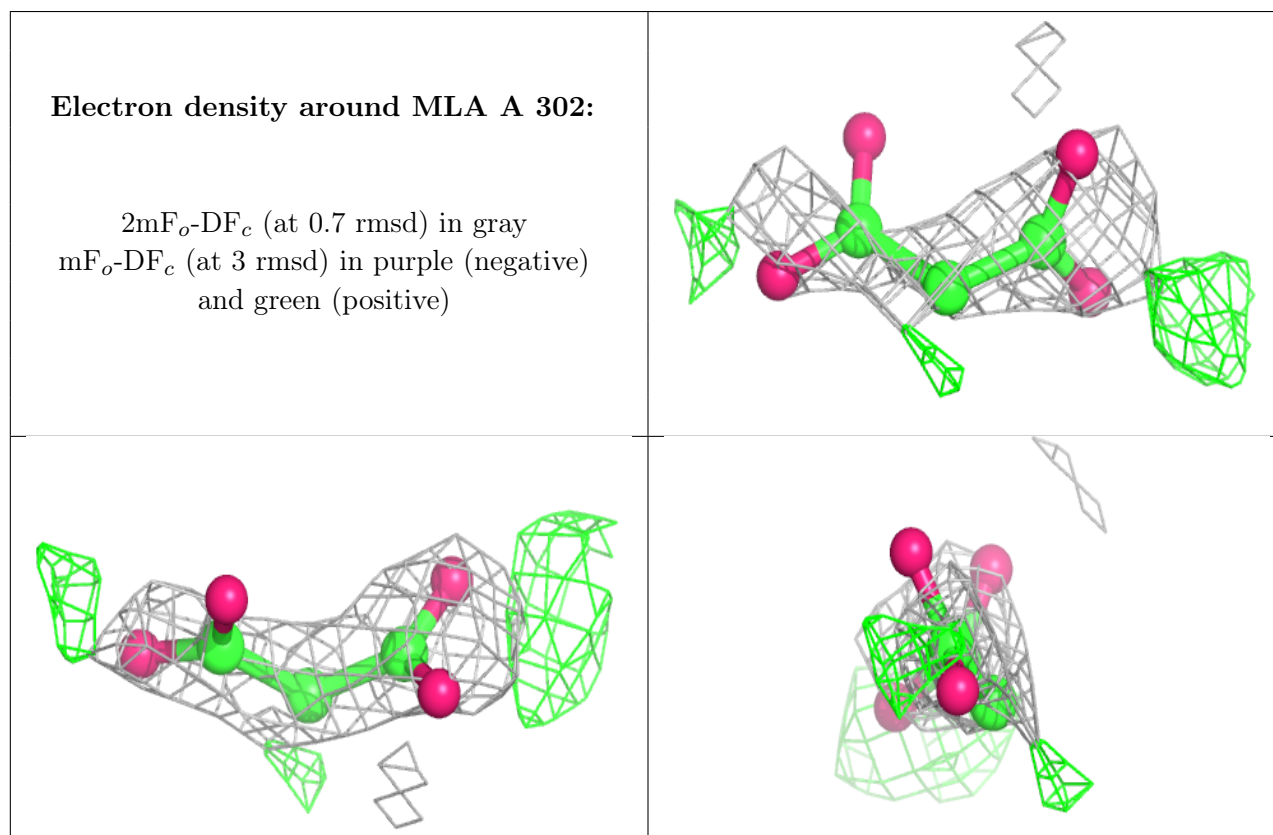 Electron density around MLA A 302:
2mFo-DFc (at 0.7 rmsd) in gray
mFo-DFc (at 3 rmsd) in purple (negative)
and green (positive)